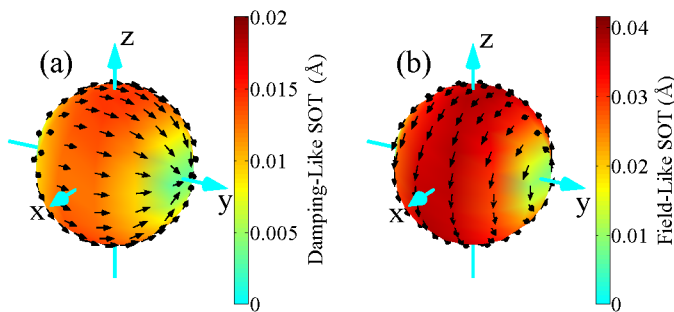 (a)
z
y
x
0.02
0.015
0.01
0.005
0
Damping-Like SOT (Å)
(b)
z
y
x
0.04
0.03
0.02
0.01
0
Field-Like SOT (Å)